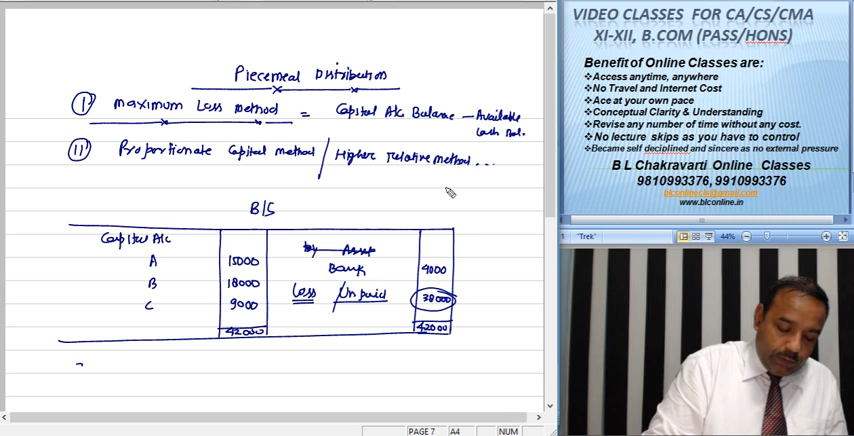 Piecemeal Distribution
(I) Maximum Loss Method = Capital A/c Balance – Available Cash Bal.
(II) Proportionate Capital Method / Higher Relative Method...
B/S
Capital A/c
A 15000
Bank 4000
B 18000
Loss / Unpaid 38000
C 9000
42000 42000
PAGE 7 A4 NUM
VIDEO CLASSES FOR CA/CS/CMA
XI-XII, B.COM (PASS/HONS)
Benefit of Online Classes are:
❖Access anytime, anywhere
❖No Travel and Internet Cost
❖Ace at your own pace
❖Conceptual Clarity & Understanding
❖Revise any number of time without any cost.
❖No lecture skips as you have to control
❖Became self deciplined and sincere as no external pressure
B L Chakravarti Online Classes
9810993376, 9910993376
blconlinecls@gmail.com
www.blconline.in
1 "Trek" 44%